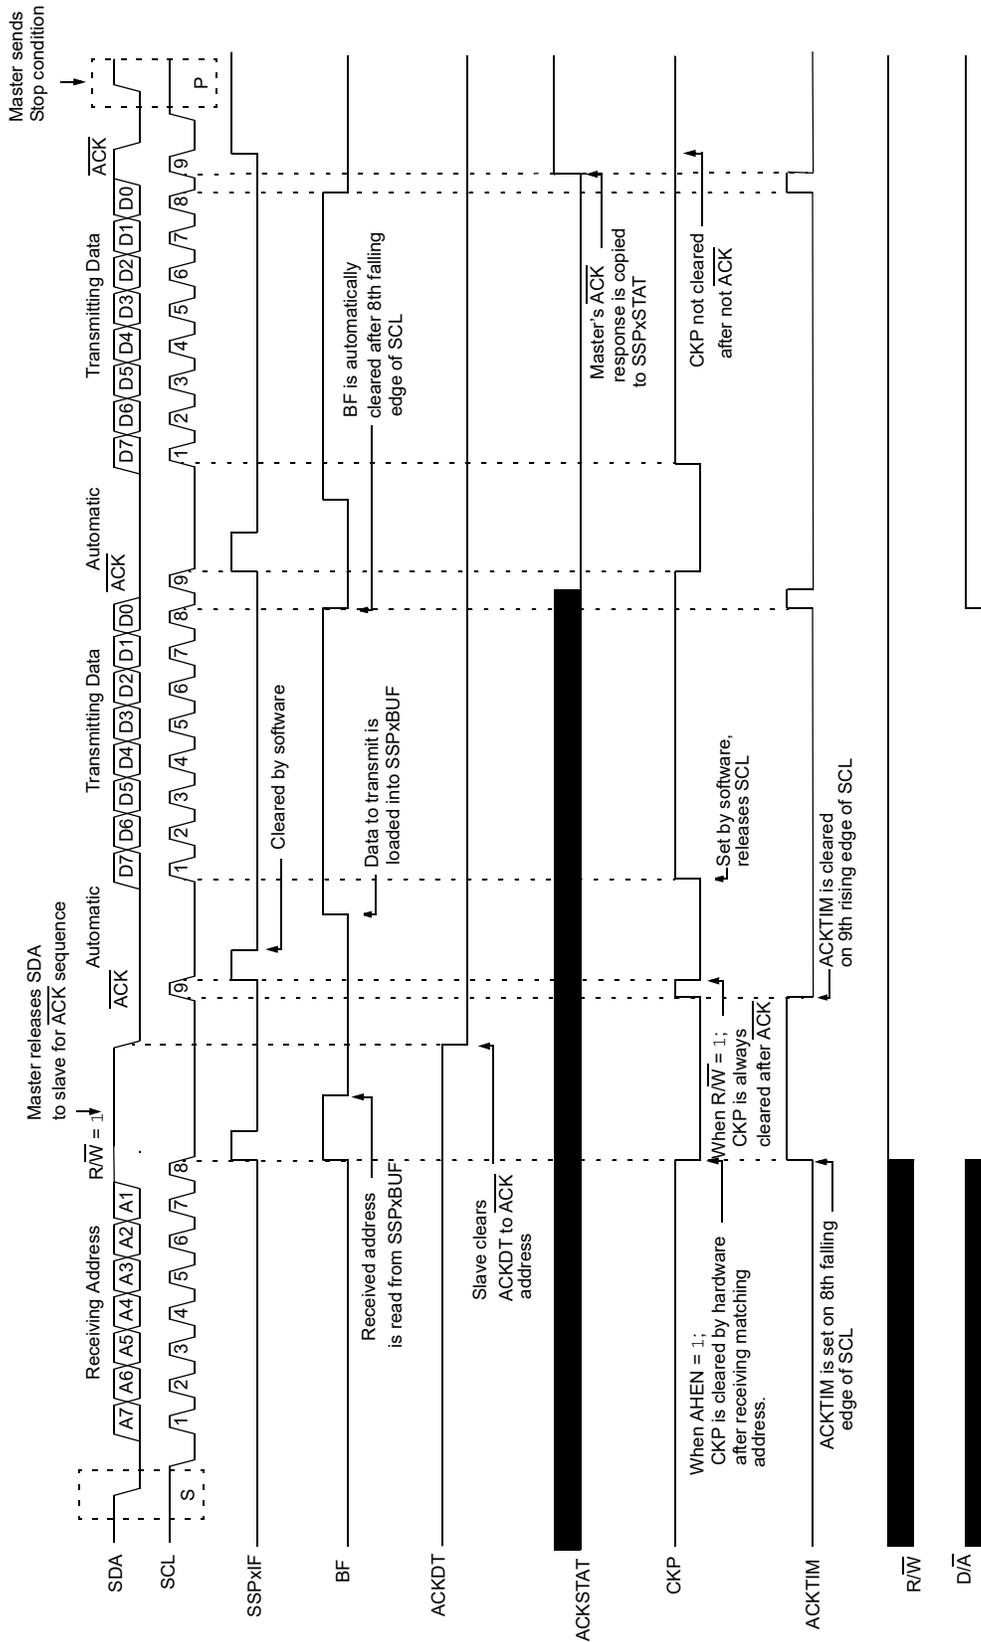 Master releases SDA
to slave for ACK sequence
Master sends
Stop condition
Receiving Address
R/W = 1
ACK
Automatic
Transmitting Data
ACK
Automatic
Transmitting Data
ACK
SDA
A7 A6 A5 A4 A3 A2 A1
D7 D6 D5 D4 D3 D2 D1 D0
D7 D6 D5 D4 D3 D2 D1 D0
SCL
S
1 2 3 4 5 6 7 8 9
1 2 3 4 5 6 7 8 9
1 2 3 4 5 6 7 8 9
P
SSPxIF
Cleared by software
BF
Received address
is read from SSPxBUF
Data to transmit is
loaded into SSPxBUF
BF is automatically
cleared after 8th falling
edge of SCL
ACKDT
Slave clears
ACKDT to ACK
address
ACKSTAT
Master's ACK
response is copied
to SSPxSTAT
CKP
When AHEN = 1;
CKP is cleared by hardware
after receiving matching
address.
When R/W = 1;
CKP is always
cleared after ACK
Set by software,
releases SCL
CKP not cleared
after not ACK
ACKTIM
ACKTIM is set on 8th falling
edge of SCL
ACKTIM is cleared
on 9th rising edge of SCL
R/W
D/A